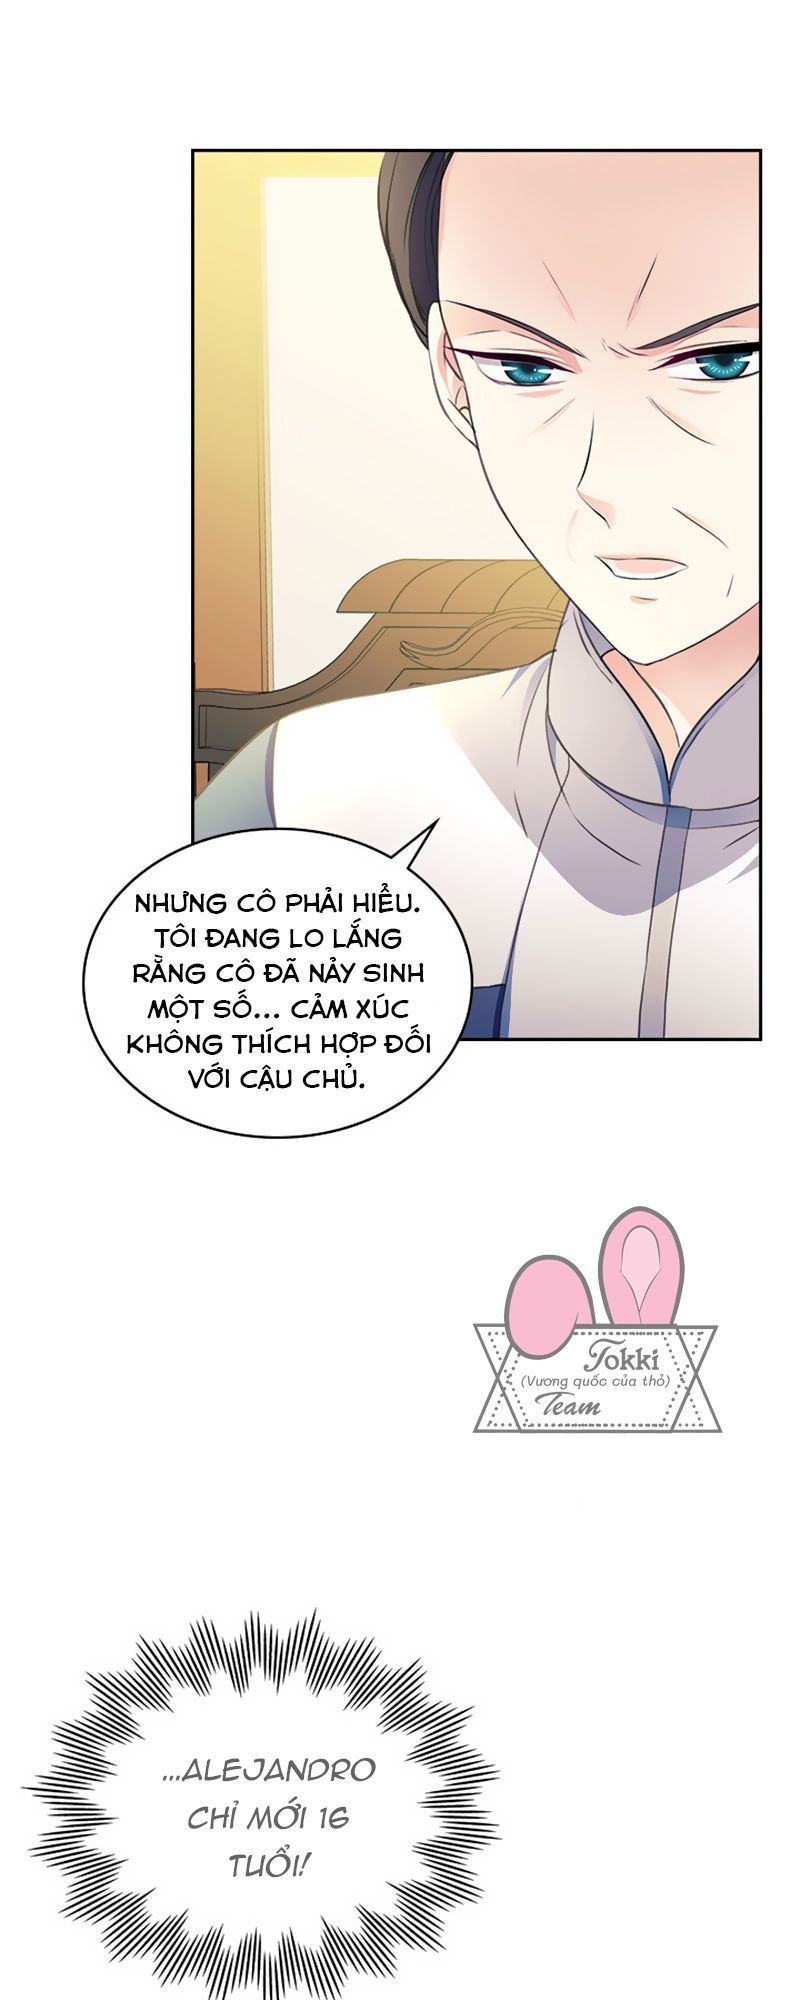 NHƯNG CÔ PHẢI HIỂU.
TÔI ĐANG LO LẮNG
RẰNG CÔ ĐÃ NẢY SINH
MỘT SỐ... CẢM XÚC
KHÔNG THÍCH HỢP ĐỐI
VỚI CẬU CHỦ.
Tokki
(Vương quốc của thỏ)
Team
...ALEJANDRO
CHỈ MỚI 16
TUỔI!